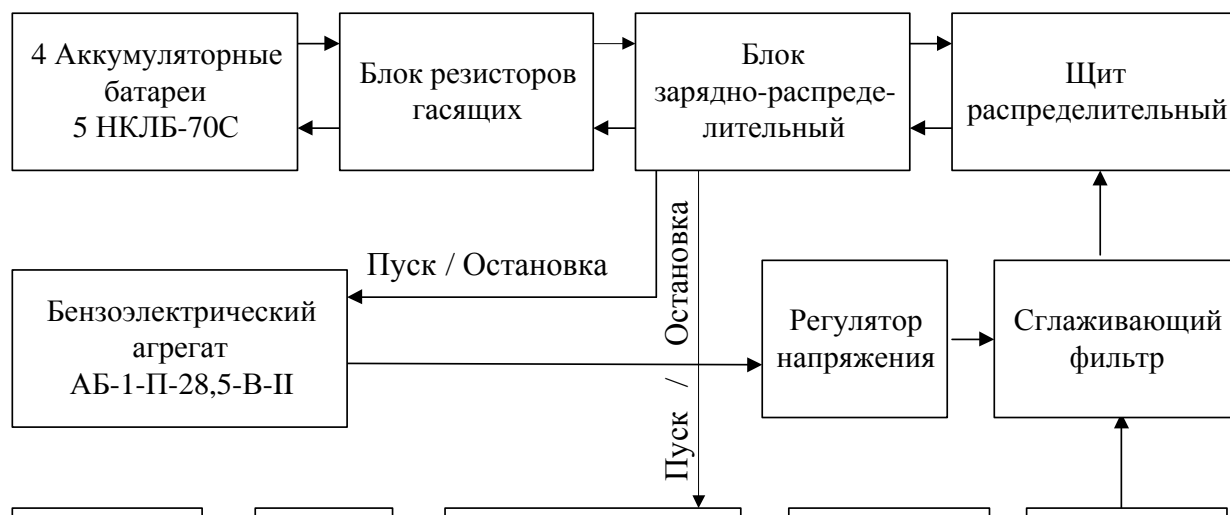 4 Аккумуляторные
батареи
5 НКЛБ-70С
Блок резисторов
гасящих
Блок
зарядно-распреде-
лительный
Щит
распределительный
Пуск / Остановка
Пуск / Остановка
Бензоэлектрический
агрегат
АБ-1-П-28,5-В-II
Регулятор
напряжения
Сглаживающий
фильтр